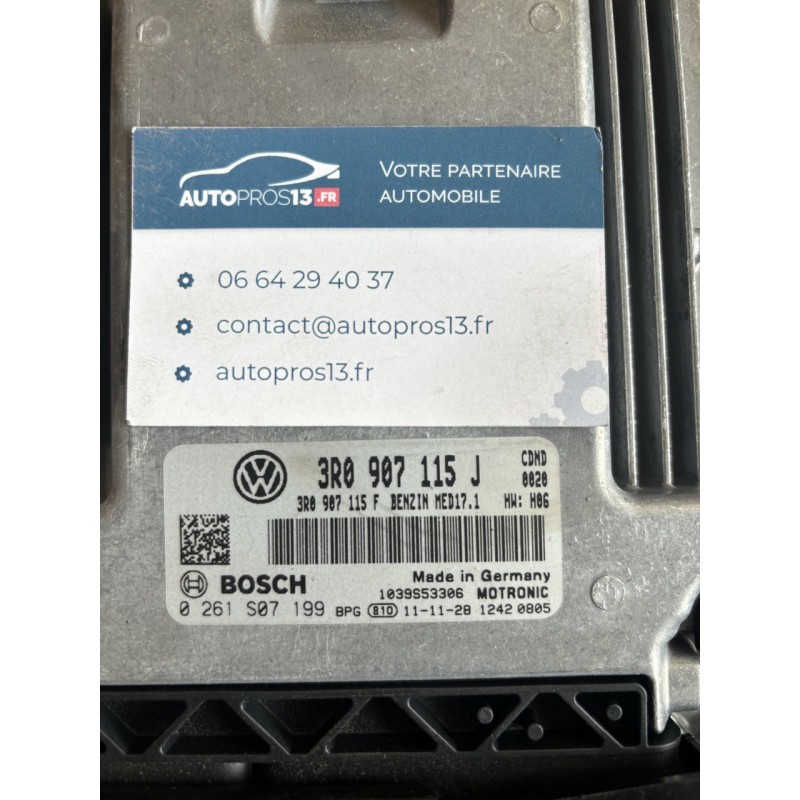 AUTOPROS13.FR
VOTRE PARTENAIRE
AUTOMOBILE
06 64 29 40 37
contact@autopros13.fr
autopros13.fr
VW
3R0 907 115 J CDND
0020
3R0 907 115 F BENZIN MED17.1 HW: H06
BOSCH Made in Germany
1039S53306 MOTRONIC
0 261 S07 199 BPG 810 11-11-28 1242 0805